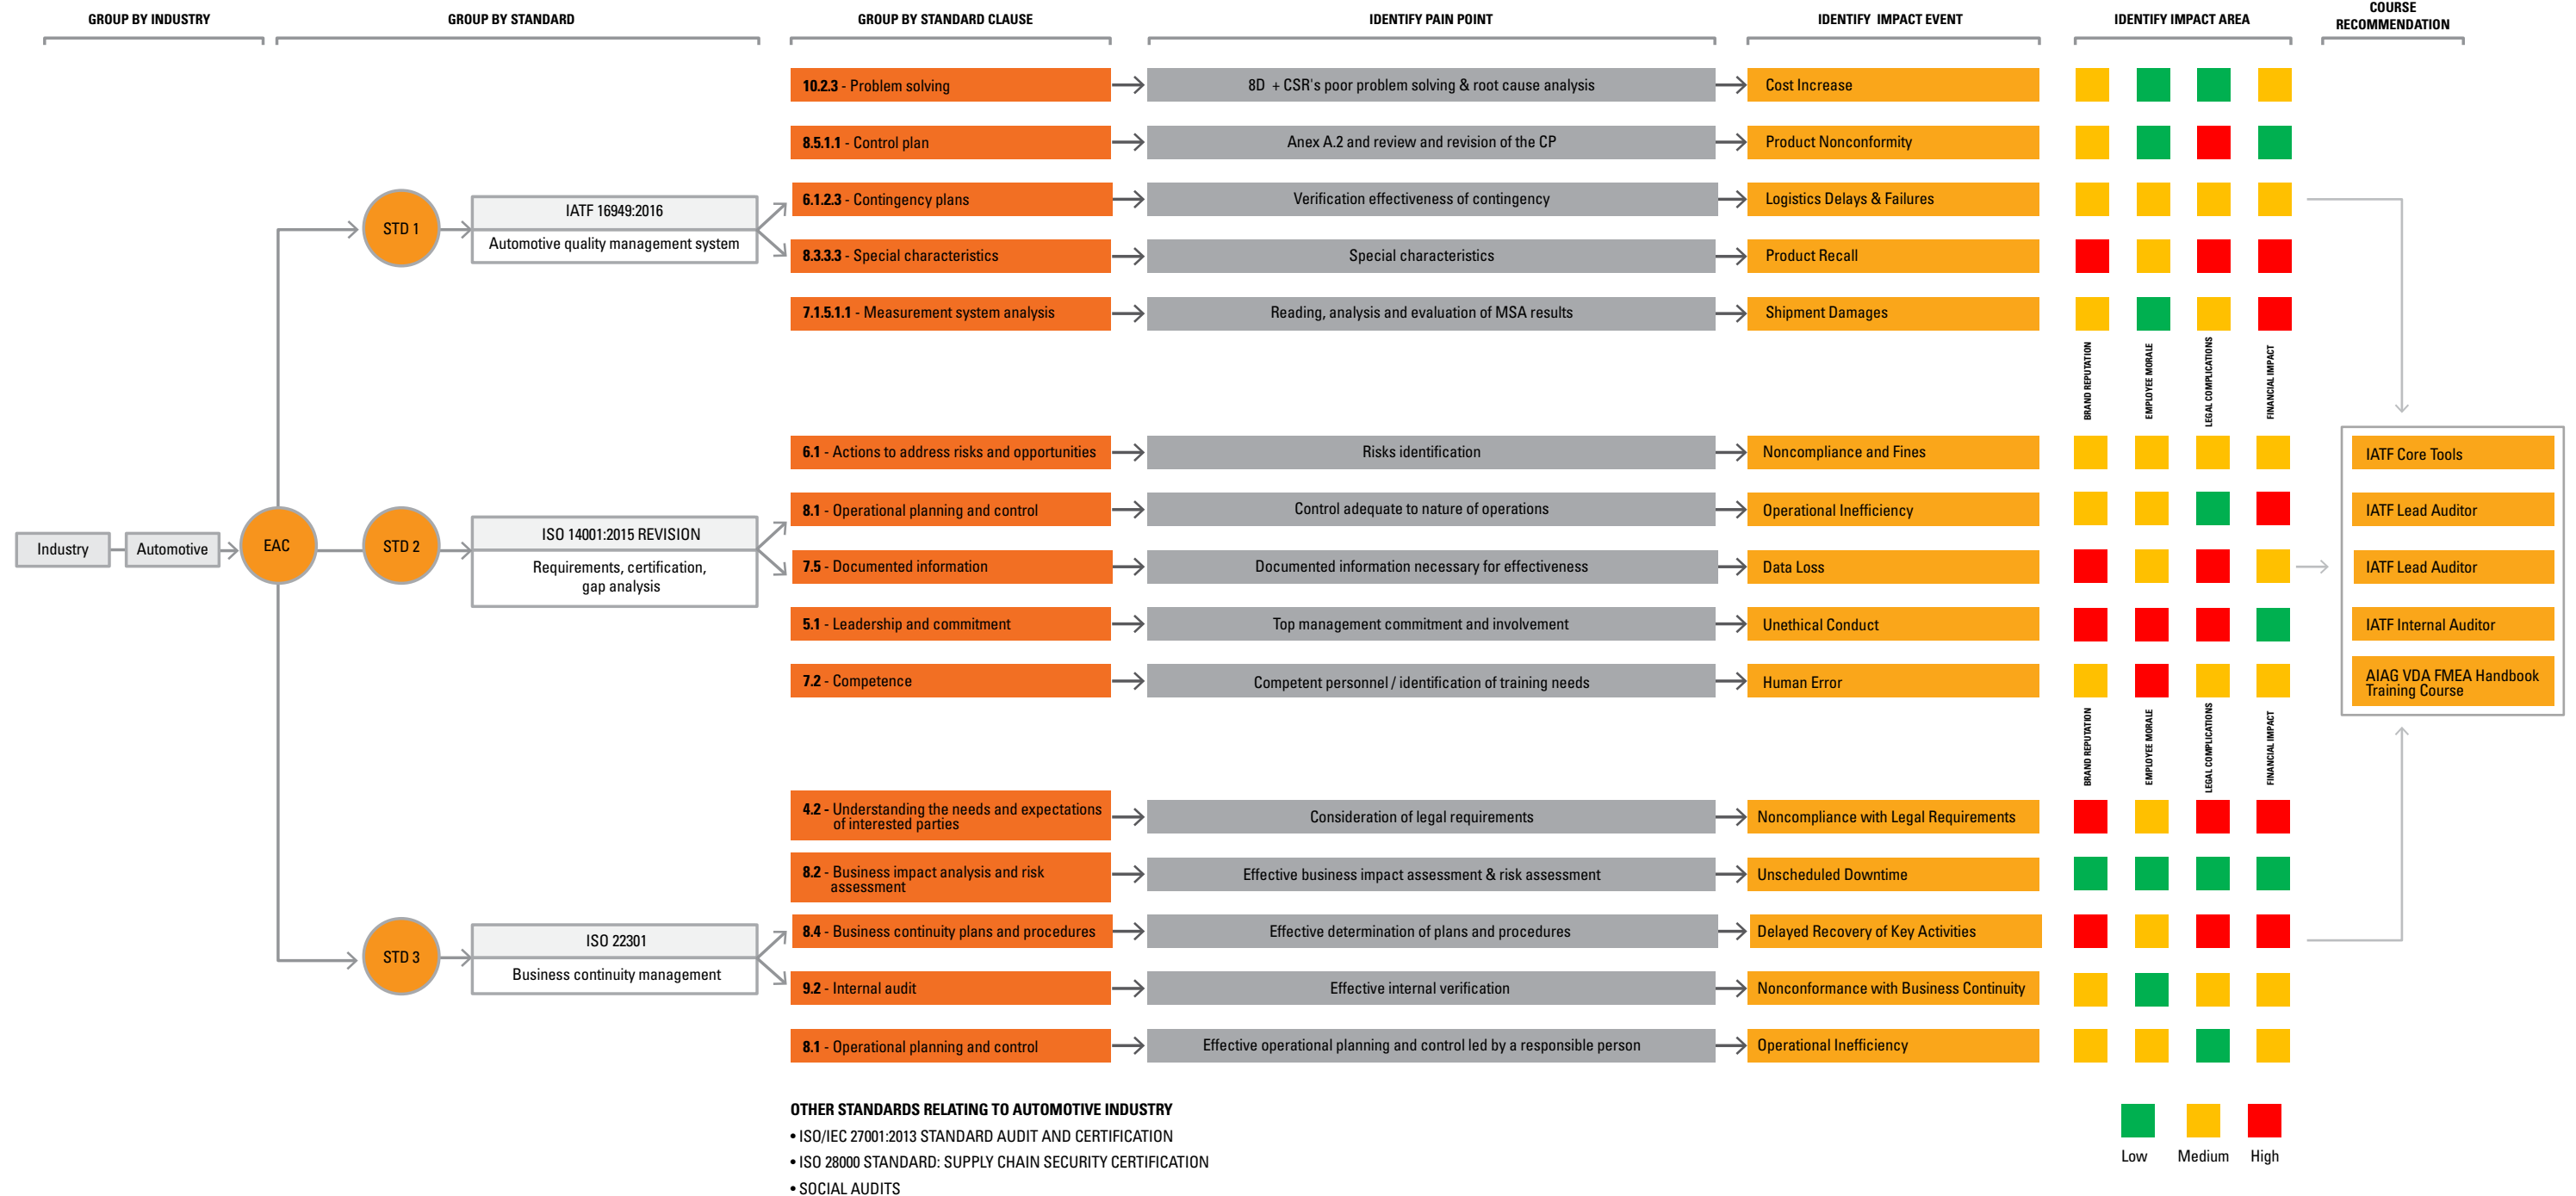 GROUP BY INDUSTRY
GROUP BY STANDARD
GROUP BY STANDARD CLAUSE
IDENTIFY PAIN POINT
IDENTIFY IMPACT EVENT
IDENTIFY IMPACT AREA
COURSE
RECOMMENDATION
10.2.3 - Problem solving
8D + CSR's poor problem solving & root cause analysis
Cost Increase
8.5.1.1 - Control plan
Anex A.2 and review and revision of the CP
Product Nonconformity
STD 1
IATF 16949:2016
Automotive quality management system
6.1.2.3 - Contingency plans
Verification effectiveness of contingency
Logistics Delays & Failures
8.3.3.3 - Special characteristics
Special characteristics
Product Recall
7.1.5.1.1 - Measurement system analysis
Reading, analysis and evaluation of MSA results
Shipment Damages
BRAND REPUTATION
EMPLOYEE MORALE
LEGAL COMPLICATIONS
FINANCIAL IMPACT
6.1 - Actions to address risks and opportunities
Risks identification
Noncompliance and Fines
IATF Core Tools
8.1 - Operational planning and control
Control adequate to nature of operations
Operational Inefficiency
IATF Lead Auditor
Industry
Automotive
EAC
STD 2
ISO 14001:2015 REVISION
Requirements, certification,
gap analysis
7.5 - Documented information
Documented information necessary for effectiveness
Data Loss
IATF Lead Auditor
5.1 - Leadership and commitment
Top management commitment and involvement
Unethical Conduct
IATF Internal Auditor
7.2 - Competence
Competent personnel / identification of training needs
Human Error
AIAG VDA FMEA Handbook
Training Course
BRAND REPUTATION
EMPLOYEE MORALE
LEGAL COMPLICATIONS
FINANCIAL IMPACT
4.2 - Understanding the needs and expectations
of interested parties
Consideration of legal requirements
Noncompliance with Legal Requirements
8.2 - Business impact analysis and risk
assessment
Effective business impact assessment & risk assessment
Unscheduled Downtime
STD 3
ISO 22301
Business continuity management
8.4 - Business continuity plans and procedures
Effective determination of plans and procedures
Delayed Recovery of Key Activities
9.2 - Internal audit
Effective internal verification
Nonconformance with Business Continuity
8.1 - Operational planning and control
Effective operational planning and control led by a responsible person
Operational Inefficiency
OTHER STANDARDS RELATING TO AUTOMOTIVE INDUSTRY
• ISO/IEC 27001:2013 STANDARD AUDIT AND CERTIFICATION
• ISO 28000 STANDARD: SUPPLY CHAIN SECURITY CERTIFICATION
• SOCIAL AUDITS
Low
Medium
High